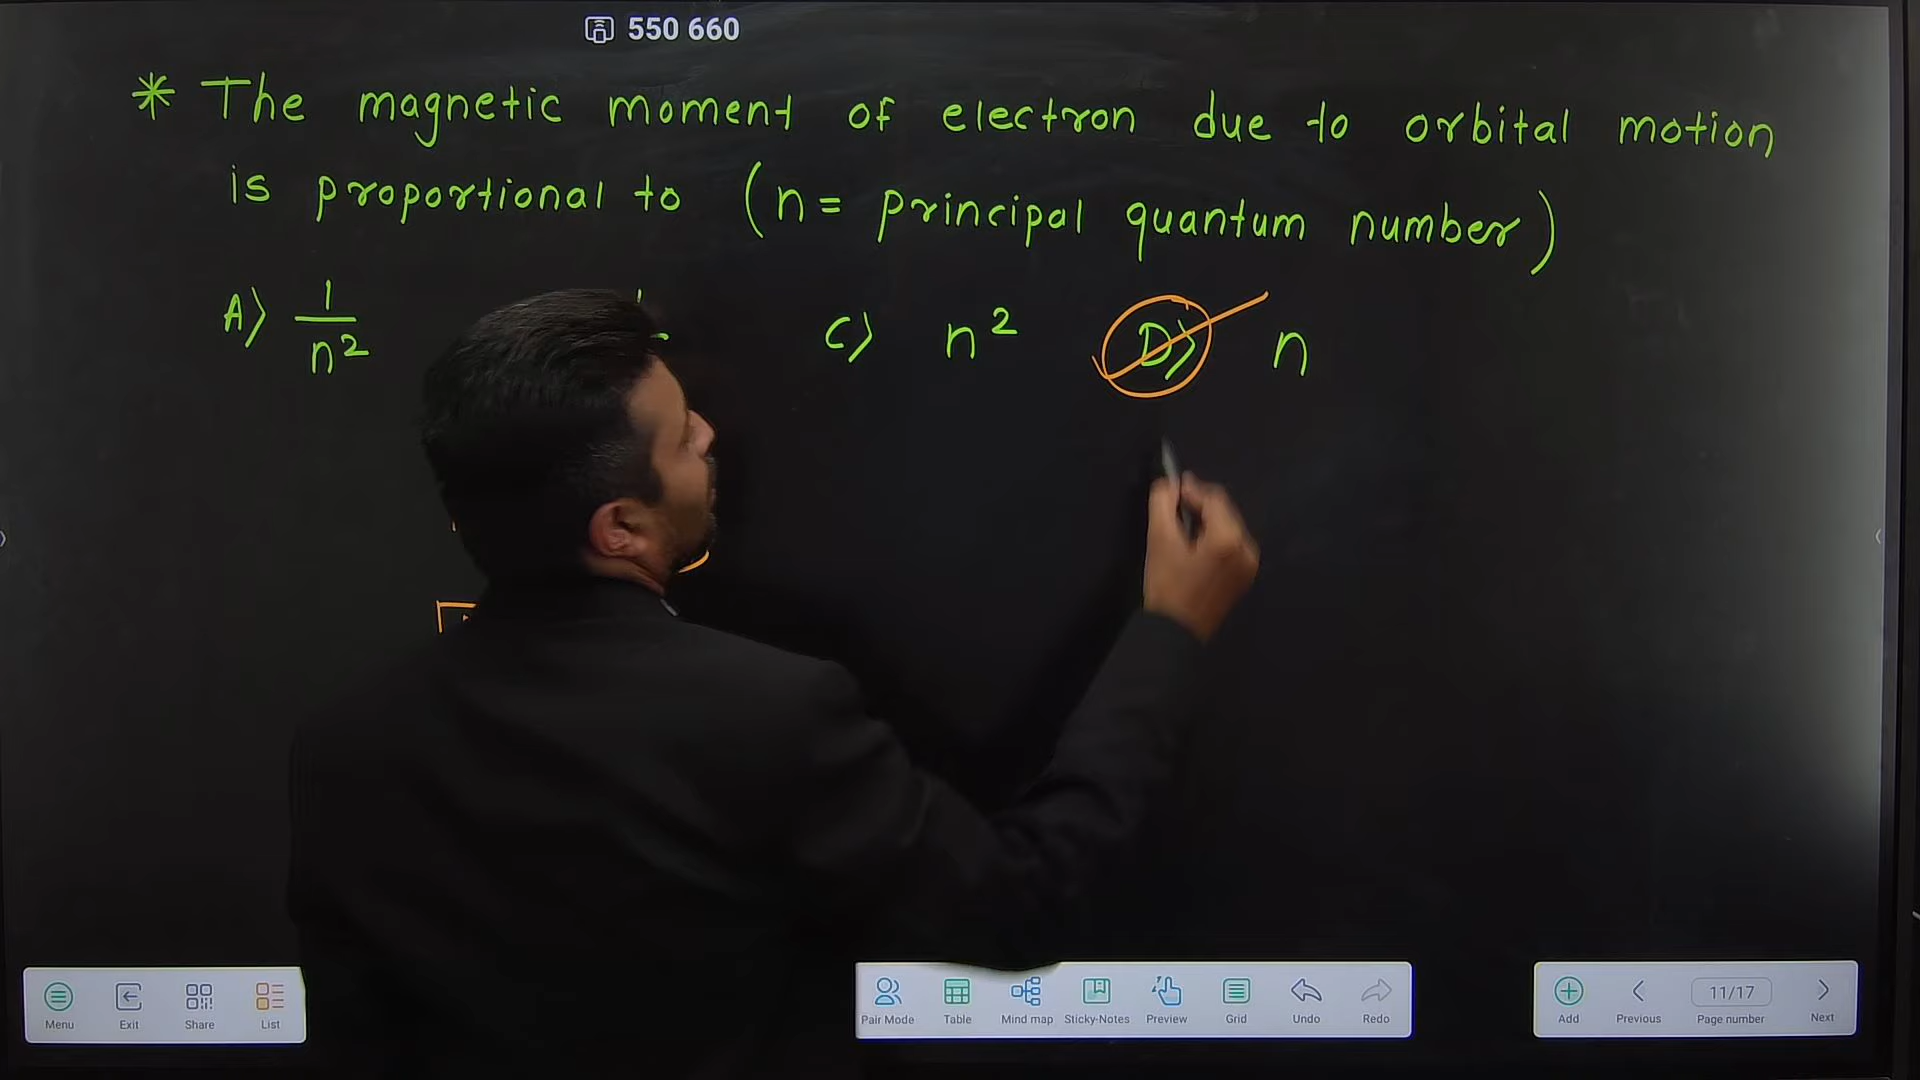 550 660
* The magnetic moment of electron due to orbital motion
is proportional to (n = principal quantum number)
A) 1/n² C) n² D) n
Menu Exit Share List Pair Mode Table Mind map Sticky-Notes Preview Grid Undo Redo Add Previous 11/17 Page number Next